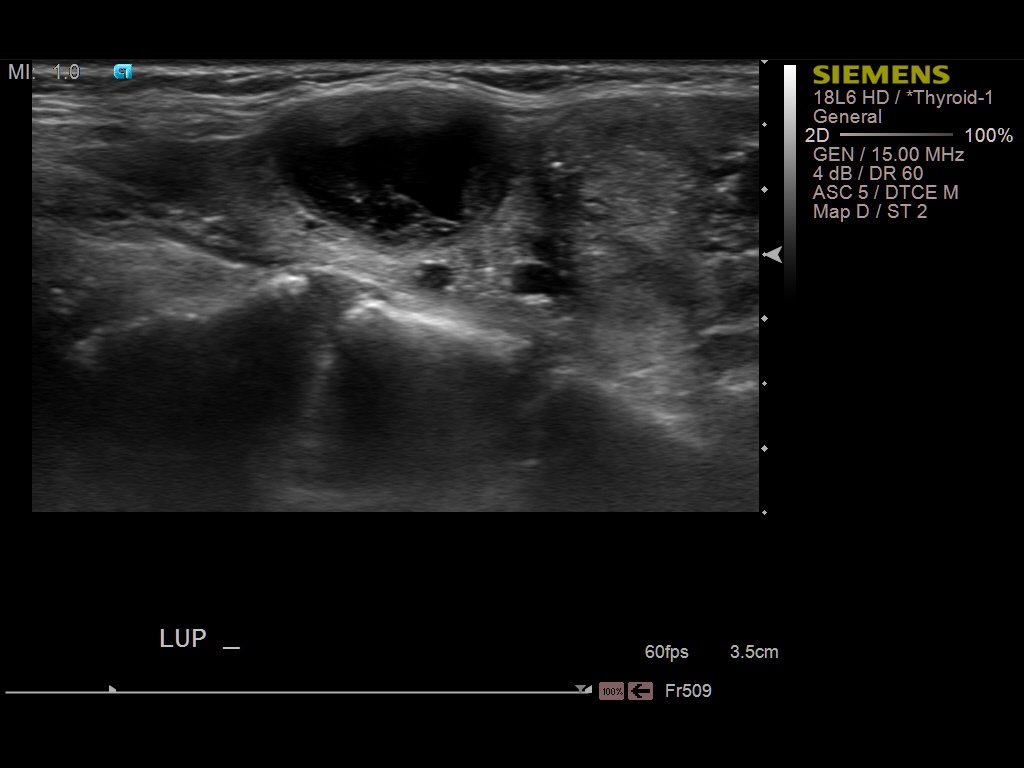 MI: 1.0
SIEMENS
18L6 HD / *Thyroid-1
General
2D 100%
GEN / 15.00 MHz
4 dB / DR 60
ASC 5 / DTCE M
Map D / ST 2
LUP _
60fps 3.5cm
100% Fr509